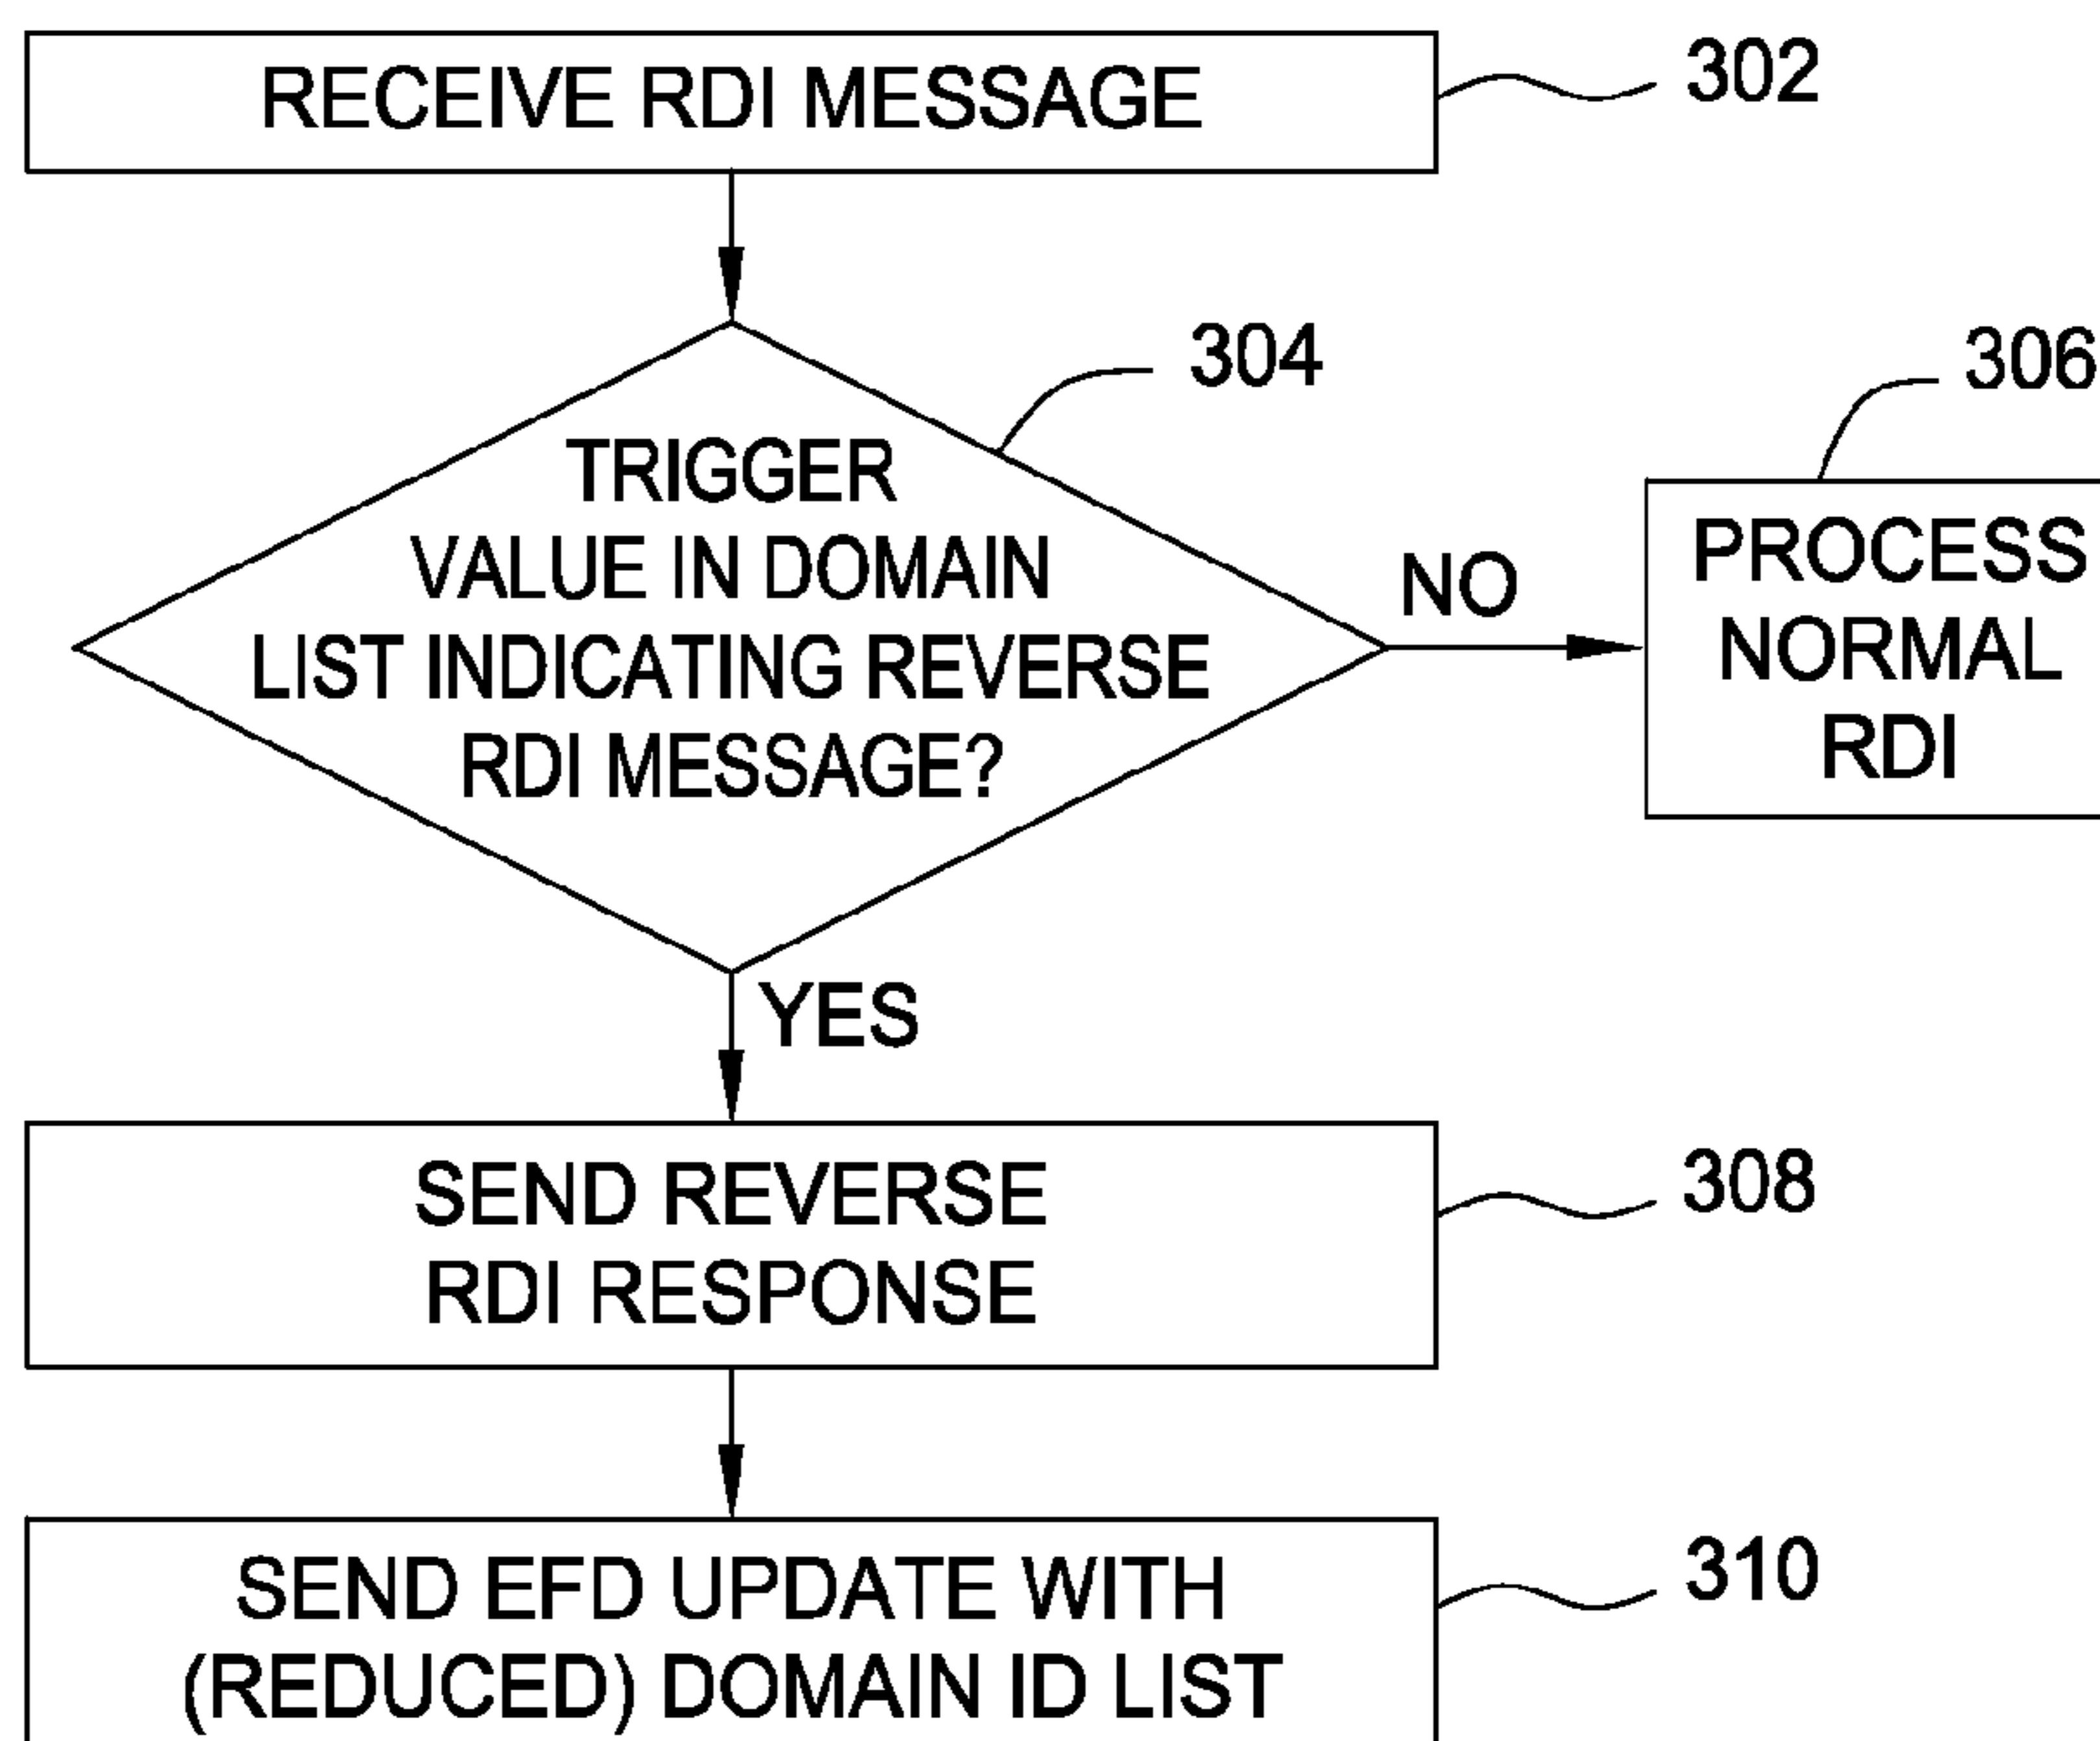 RECEIVE RDI MESSAGE
302
304
TRIGGER
VALUE IN DOMAIN
LIST INDICATING REVERSE
RDI MESSAGE?
NO
306
PROCESS
NORMAL
RDI
YES
SEND REVERSE
RDI RESPONSE
308
SEND EFD UPDATE WITH
(REDUCED) DOMAIN ID LIST
310